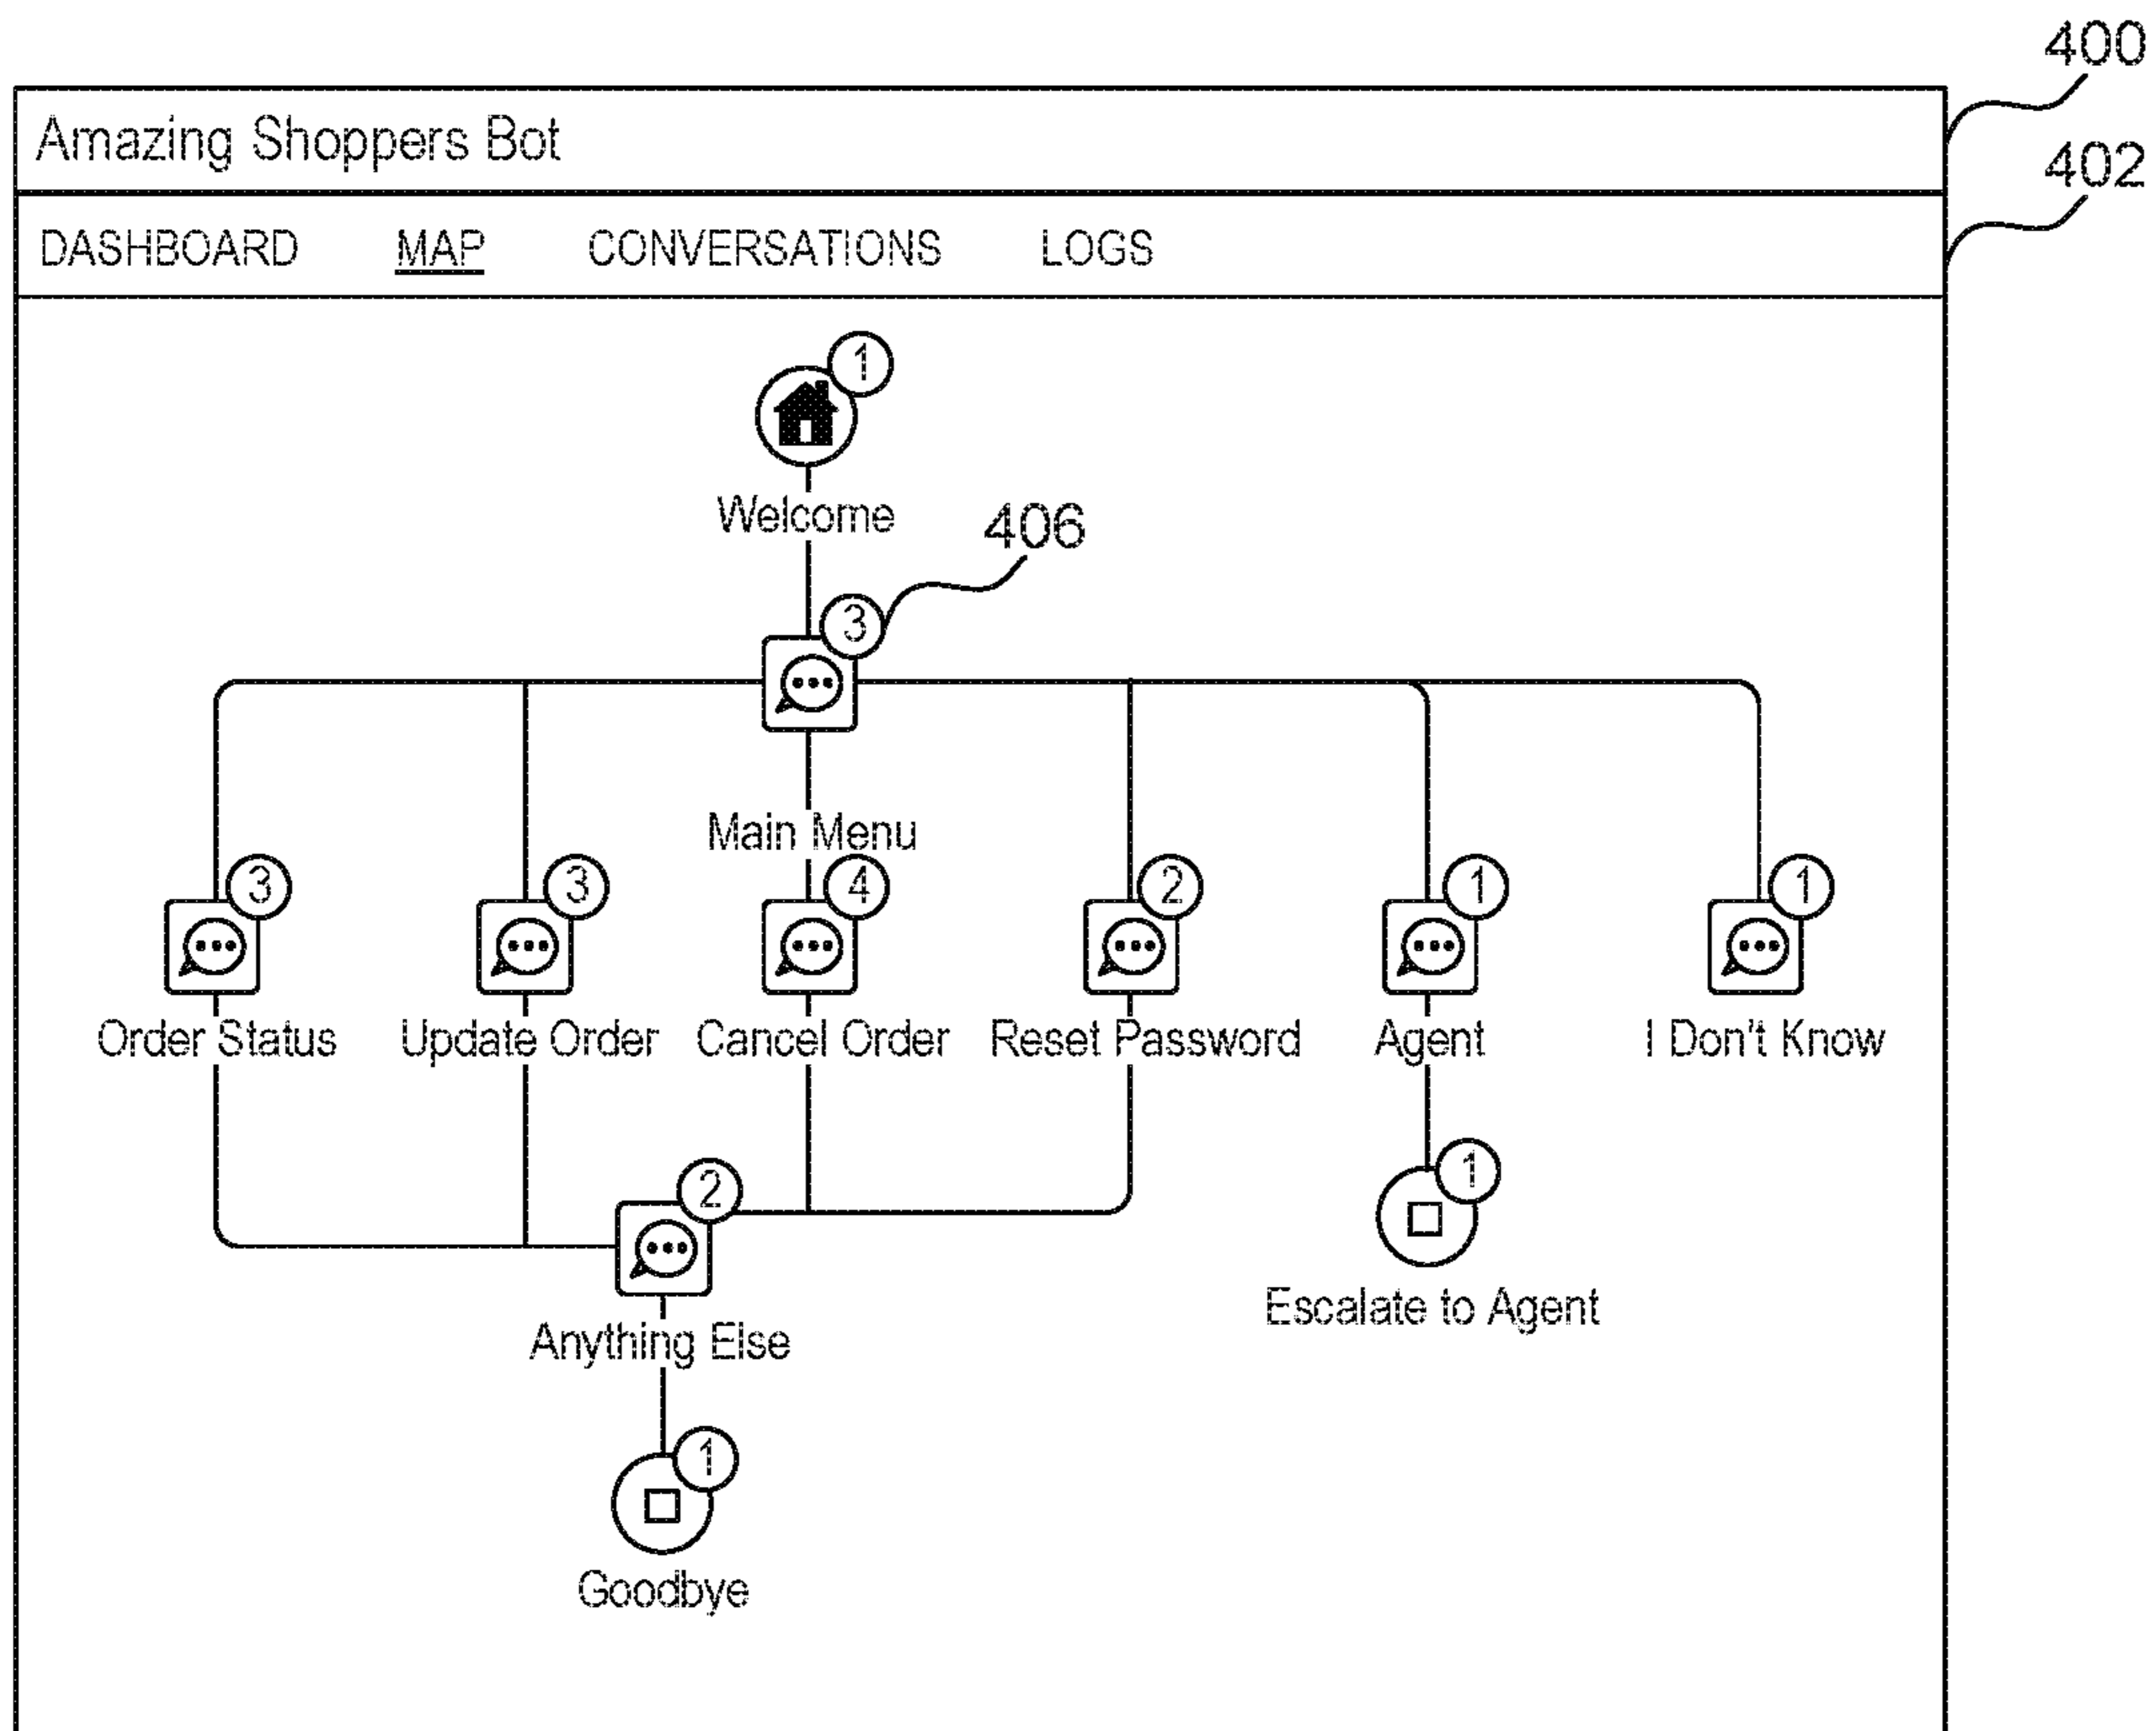 400
Amazing Shoppers Bot
402
DASHBOARD MAP CONVERSATIONS LOGS
1
Welcome
406
3
Main Menu
3 3 4 2 1 1
Order Status Update Order Cancel Order Reset Password Agent I Don't Know
2 1
Escalate to Agent
Anything Else
1
Goodbye